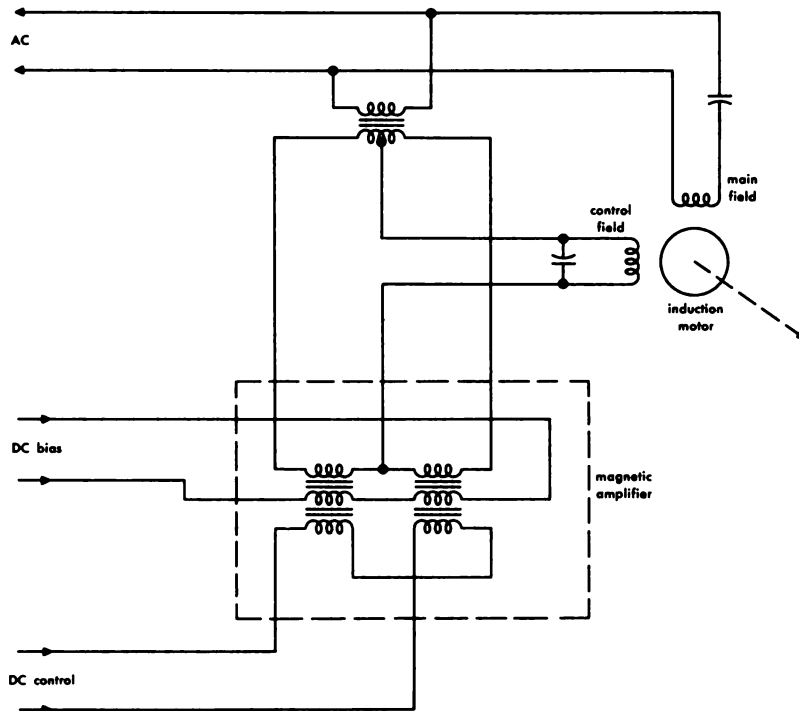 AC
main
field
control
field
induction
motor
DC bias
magnetic
amplifier
DC control